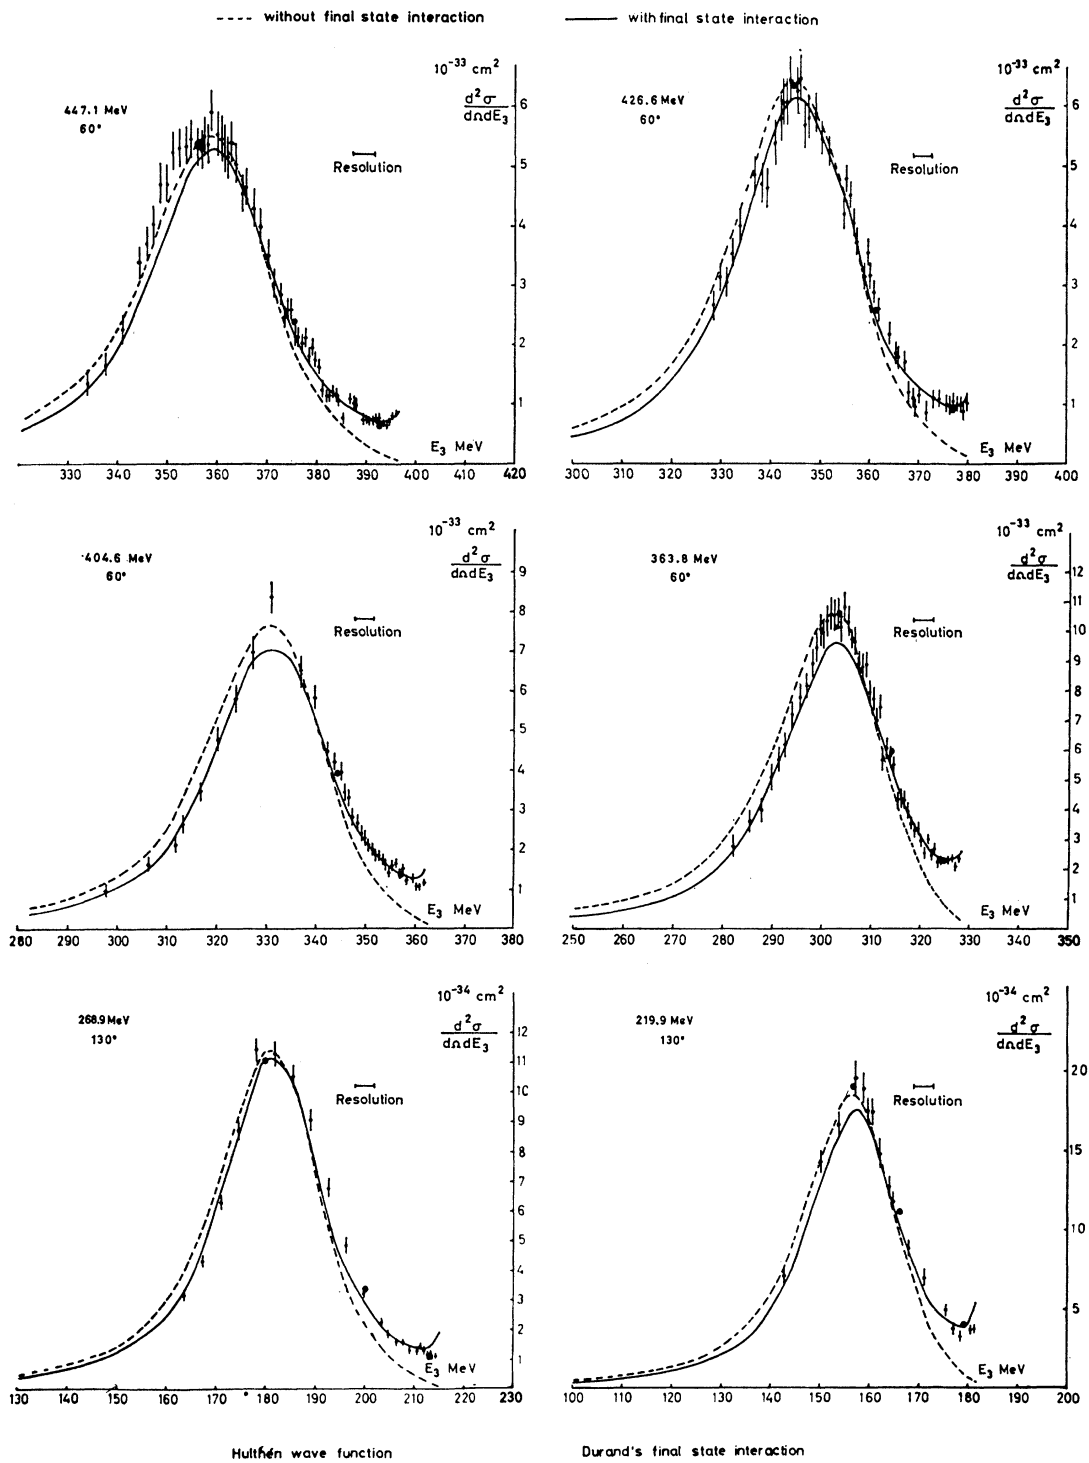 without final state interaction
with final state interaction
10⁻³³ cm²
d²σ
dΩdE₃
447.1 MeV
60°
Resolution
6
5
4
3
2
1
E₃ MeV
330 340 350 360 370 380 390 400 410 420
10⁻³³ cm²
d²σ
dΩdE₃
426.6 MeV
60°
Resolution
6
5
4
3
2
1
E₃ MeV
300 310 320 330 340 350 360 370 380 390 400
10⁻³³ cm²
d²σ
dΩdE₃
404.6 MeV
60°
Resolution
9
8
7
6
5
4
3
2
1
E₃ MeV
280 290 300 310 320 330 340 350 360 370 380
10⁻³³ cm²
d²σ
dΩdE₃
363.8 MeV
60°
Resolution
12
11
10
9
8
7
6
5
4
3
2
1
E₃ MeV
250 260 270 280 290 300 310 320 330 340 350
10⁻³⁴ cm²
d²σ
dΩdE₃
268.9 MeV
130°
Resolution
12
11
10
9
8
7
6
5
4
3
2
1
E₃ MeV
130 140 150 160 170 180 190 200 210 220 230
10⁻³⁴ cm²
d²σ
dΩdE₃
219.9 MeV
130°
Resolution
20
15
10
5
E₃ MeV
100 110 120 130 140 150 160 170 180 190 200
Hulthén wave function
Durand's final state interaction